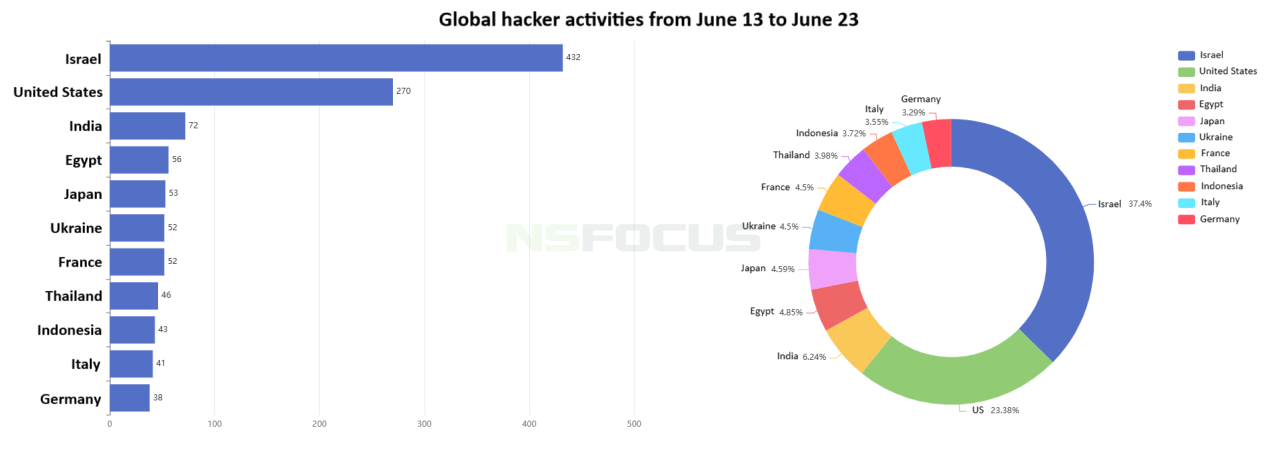 Global hacker activities from June 13 to June 23
Israel
432
United States
270
India
72
Egypt
56
Japan
53
Ukraine
52
France
52
Thailand
46
Indonesia
43
Italy
41
Germany
38
0
100
200
300
400
500
NSFOCUS
Germany
3.29%
Italy
3.55%
Indonesia 3.72%
Thailand 3.98%
France 4.5%
Ukraine 4.5%
Japan 4.59%
Egypt 4.85%
India 6.24%
US 23.38%
Israel 37.4%
Israel
United States
India
Egypt
Japan
Ukraine
France
Thailand
Indonesia
Italy
Germany